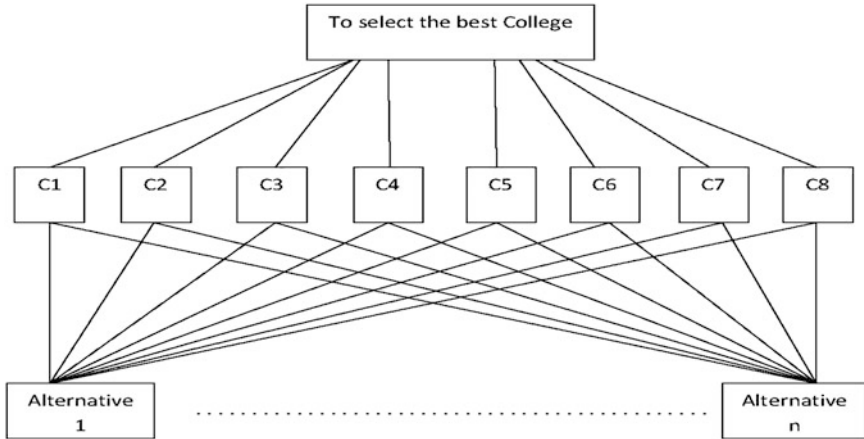 To select the best College
C1 C2 C3 C4 C5 C6 C7 C8
Alternative
1
Alternative
n